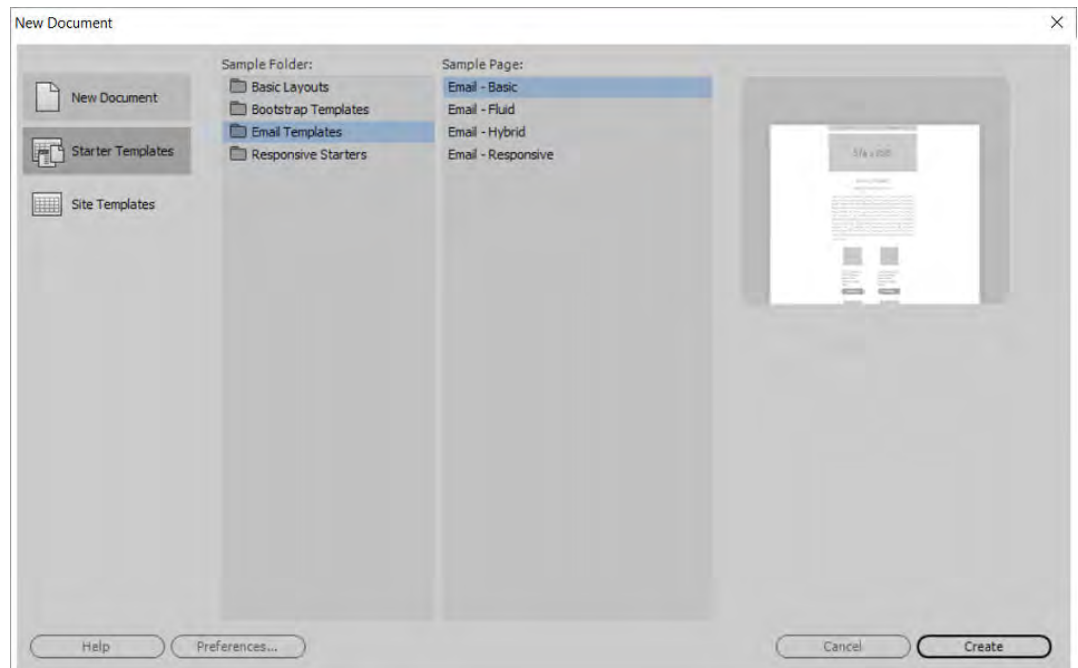 New Document
Sample Folder:
Sample Page:
New Document
Starter Templates
Site Templates
Basic Layouts
Bootstrap Templates
Email Templates
Responsive Starters
Email - Basic
Email - Fluid
Email - Hybrid
Email - Responsive
Help
Preferences...
Cancel
Create